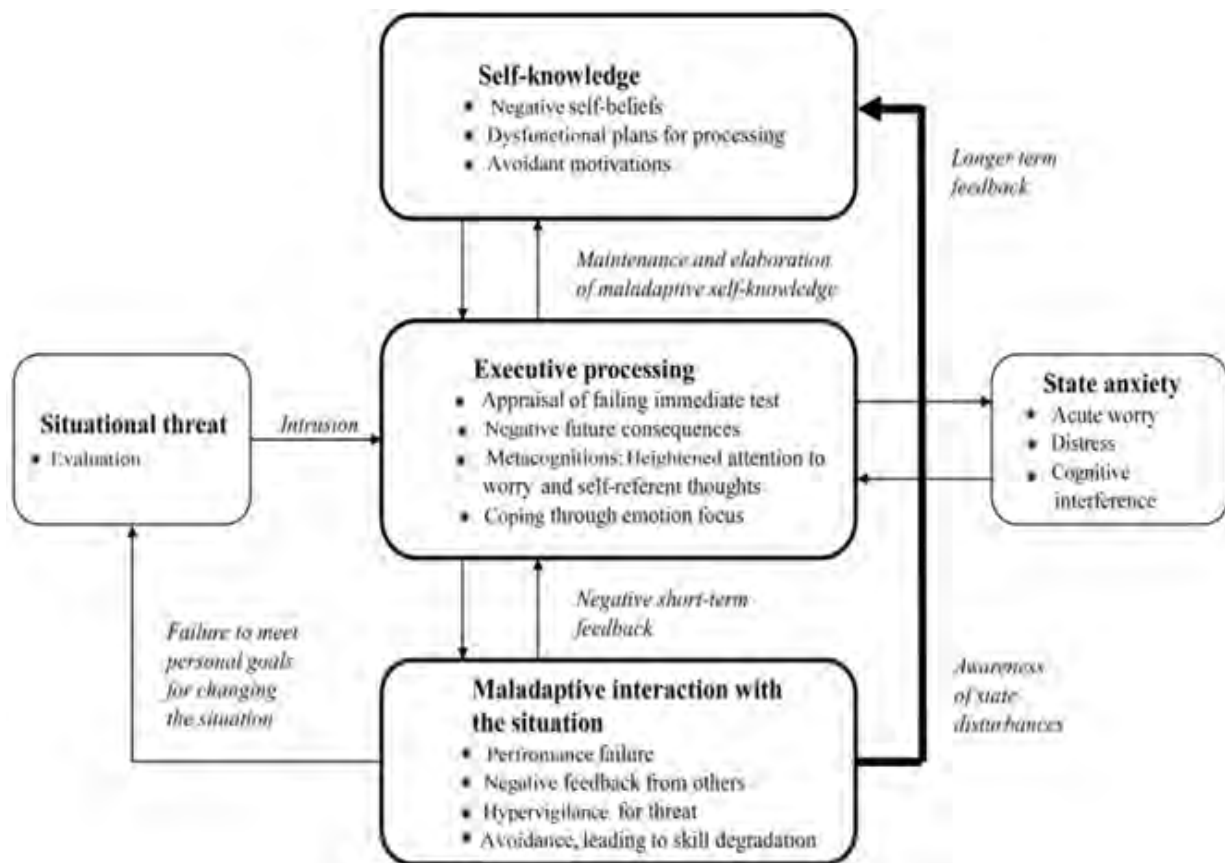 Self-knowledge
• Negative self-beliefs
• Dysfunctional plans for processing
• Avoidant motivations
Longer term
feedback
Maintenance and elaboration
of maladaptive self-knowledge
Situational threat
• Evaluation
Intrusion
Executive processing
• Appraisal of failing immediate test
• Negative future consequences
• Metacognitions: Heightened attention to
worry and self-referent thoughts
• Coping through emotion focus
State anxiety
• Acute worry
• Distress
• Cognitive
interference
Negative short-term
feedback
Failure to meet
personal goals
for changing
the situation
Maladaptive interaction with
the situation
• Perfromance failure
• Negative feedback from others
• Hypervigilance for threat
• Avoidance, leading to skill degradation
Awareness
of state
disturbances